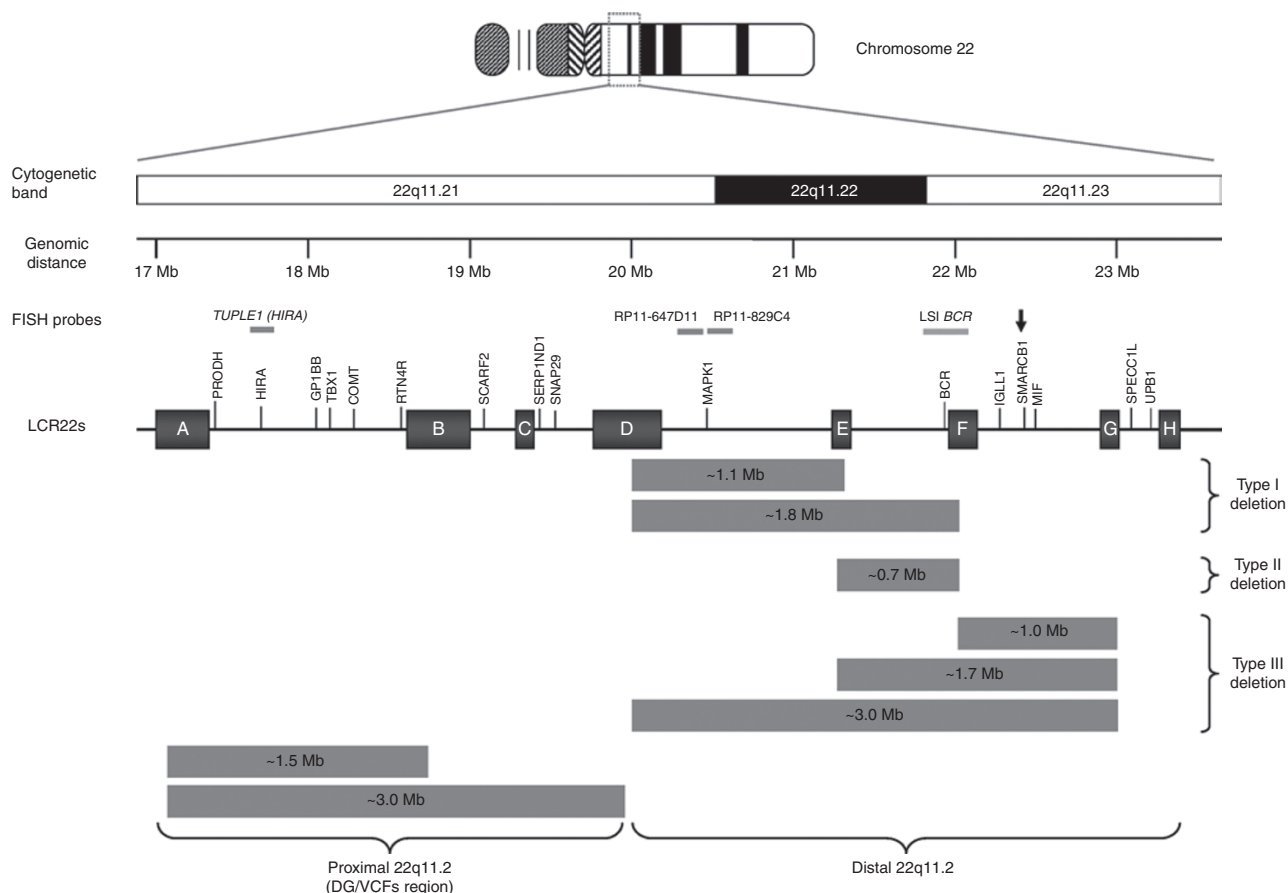 Chromosome 22
Cytogenetic
band
22q11.21
22q11.22
22q11.23
Genomic
distance
17 Mb
18 Mb
19 Mb
20 Mb
21 Mb
22 Mb
23 Mb
FISH probes
TUPLE1 (HIRA)
RP11-647D11
RP11-829C4
LSI BCR
PRODH
HIRA
GP1BB
TBX1
COMT
RTN4R
SCARF2
SERP1ND1
SNAP29
MAPK1
BCR
IGLL1
SMARCB1
MIF
SPECC1L
UPB1
LCR22s
A
B
C
D
E
F
G
H
~1.1 Mb
~1.8 Mb
Type I
deletion
~0.7 Mb
Type II
deletion
~1.0 Mb
~1.7 Mb
~3.0 Mb
Type III
deletion
~1.5 Mb
~3.0 Mb
Proximal 22q11.2
(DG/VCFs region)
Distal 22q11.2